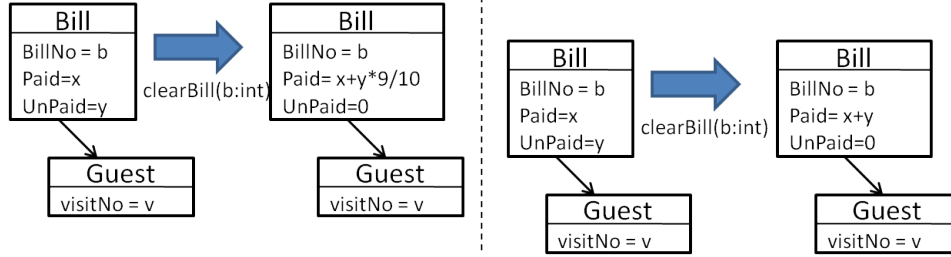 Bill
BillNo = b
Paid=x
UnPaid=y
Guest
visitNo = v
clearBill(b:int)
Bill
BillNo = b
Paid= x+y*9/10
UnPaid=0
Guest
visitNo = v
Bill
BillNo = b
Paid=x
UnPaid=y
Guest
visitNo = v
clearBill(b:int)
Bill
BillNo = b
Paid= x+y
UnPaid=0
Guest
visitNo = v